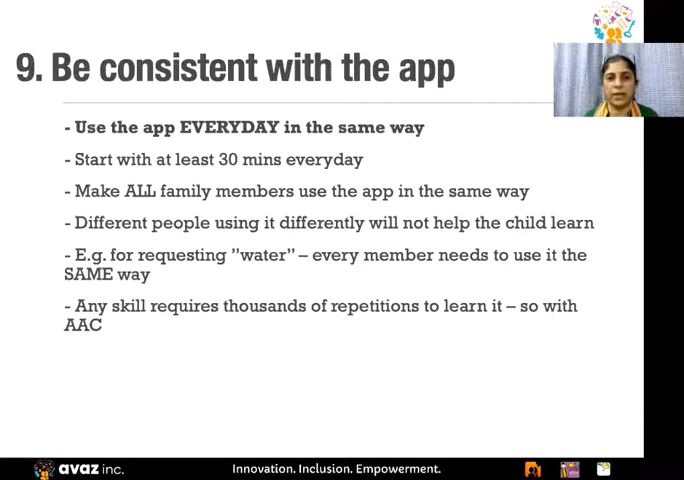 9. Be consistent with the app
- Use the app EVERYDAY in the same way
- Start with at least 30 mins everyday
- Make ALL family members use the app in the same way
- Different people using it differently will not help the child learn
- E.g. for requesting ”water” – every member needs to use it the
SAME way
- Any skill requires thousands of repetitions to learn it – so with
AAC
avaz inc.
Innovation. Inclusion. Empowerment.